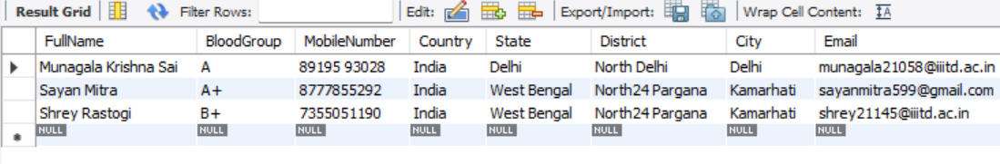 Result Grid Filter Rows: Edit: Export/Import: Wrap Cell Content: IA
FullName BloodGroup MobileNumber Country State District City Email
Munagala Krishna Sai A 89195 93028 India Delhi North Delhi Delhi munagala21058@iiitd.ac.in
Sayan Mitra A+ 8777855292 India West Bengal North24 Pargana Kamarhati sayanmitra599@gmail.com
Shrey Rastogi B+ 7355051190 India West Bengal North24 Pargana Kamarhati shrey21145@iiitd.ac.in
NULL NULL NULL NULL NULL NULL NULL NULL